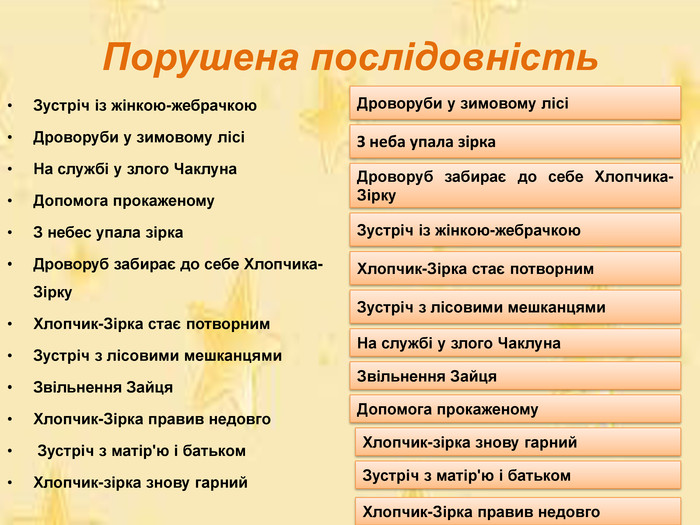 Порушена послідовність
• Зустріч із жінкою-жебрачкою
• Дроворуби у зимовому лісі
• На службі у злого Чаклуна
• Допомога прокаженому
• З небес упала зірка
• Дроворуб забирає до себе Хлопчика-
Зірку
• Хлопчик-Зірка стає потворним
• Зустріч з лісовими мешканцями
• Звільнення Зайця
• Хлопчик-Зірка правив недовго
• Зустріч з матір'ю і батьком
• Хлопчик-зірка знову гарний
Дроворуби у зимовому лісі
З неба упала зірка
Дроворуб забирає до себе Хлопчика-
Зірку
Зустріч із жінкою-жебрачкою
Хлопчик-Зірка стає потворним
Зустріч з лісовими мешканцями
На службі у злого Чаклуна
Звільнення Зайця
Допомога прокаженому
Хлопчик-зірка знову гарний
Зустріч з матір'ю і батьком
Хлопчик-Зірка правив недовго